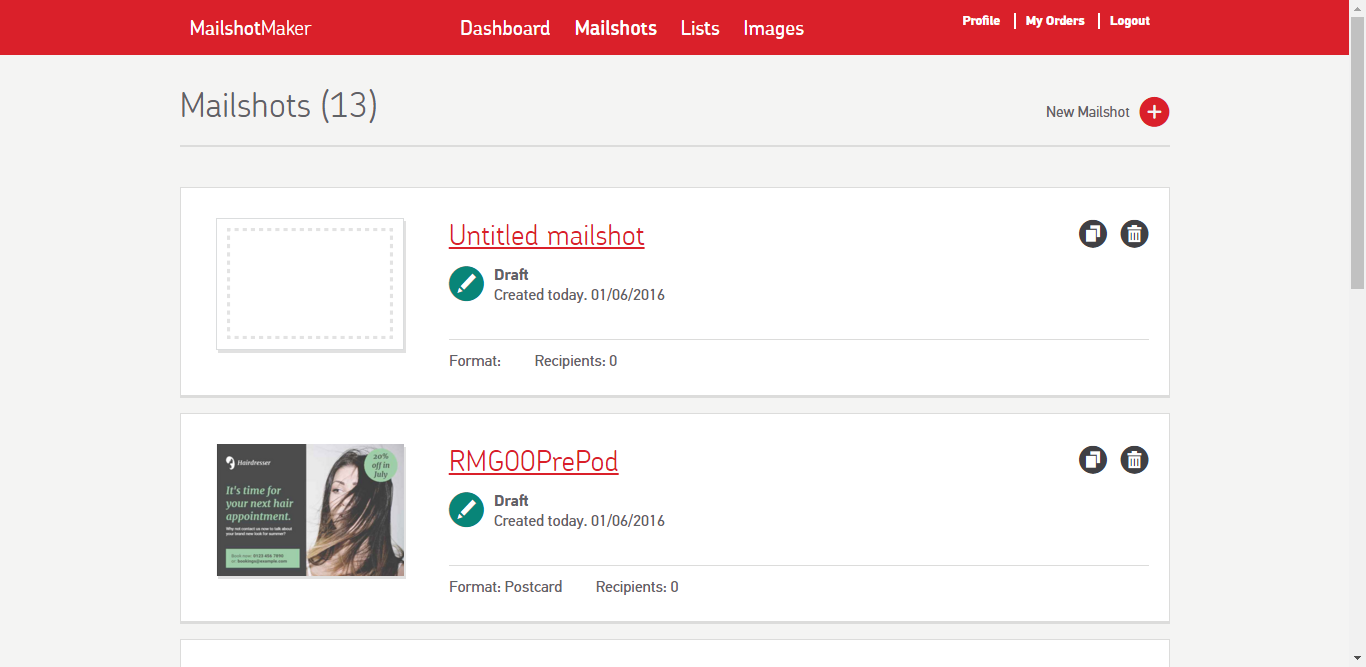 MailshotMaker
Dashboard Mailshots Lists Images
Profile My Orders Logout
Mailshots (13)
New Mailshot
Untitled mailshot
Draft
Created today. 01/06/2016
Format: Recipients: 0
Hairdresser
20%
off in
July
It's time for
your next hair
appointment.
Why not contact us now to talk about
your brand new look for summer?
Book now: 0123 456 7890
or: bookings@example.com
RMG00PrePod
Draft
Created today. 01/06/2016
Format: Postcard Recipients: 0